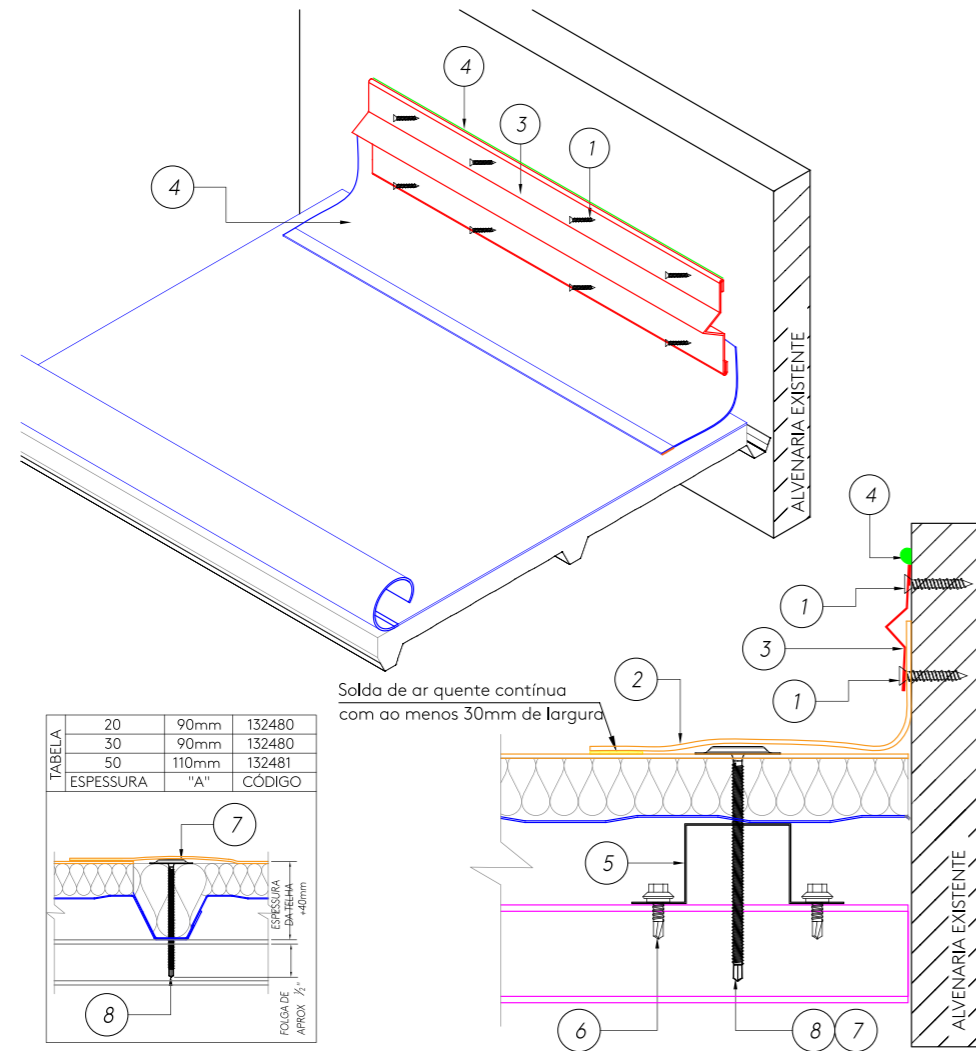 4
3
1
4
ALVENARIA EXISTENTE
4
1
3
1
2
Solda de ar quente contínua
com ao menos 30mm de largura
TABELA
20 90mm 132480
30 90mm 132480
50 110mm 132481
ESPESSURA "A" CÓDIGO
7
ESPESSURA
DA TELHA
+40mm
FOLGA DE
APROX ½"
8
5
6
8 7
ALVENARIA EXISTENTE